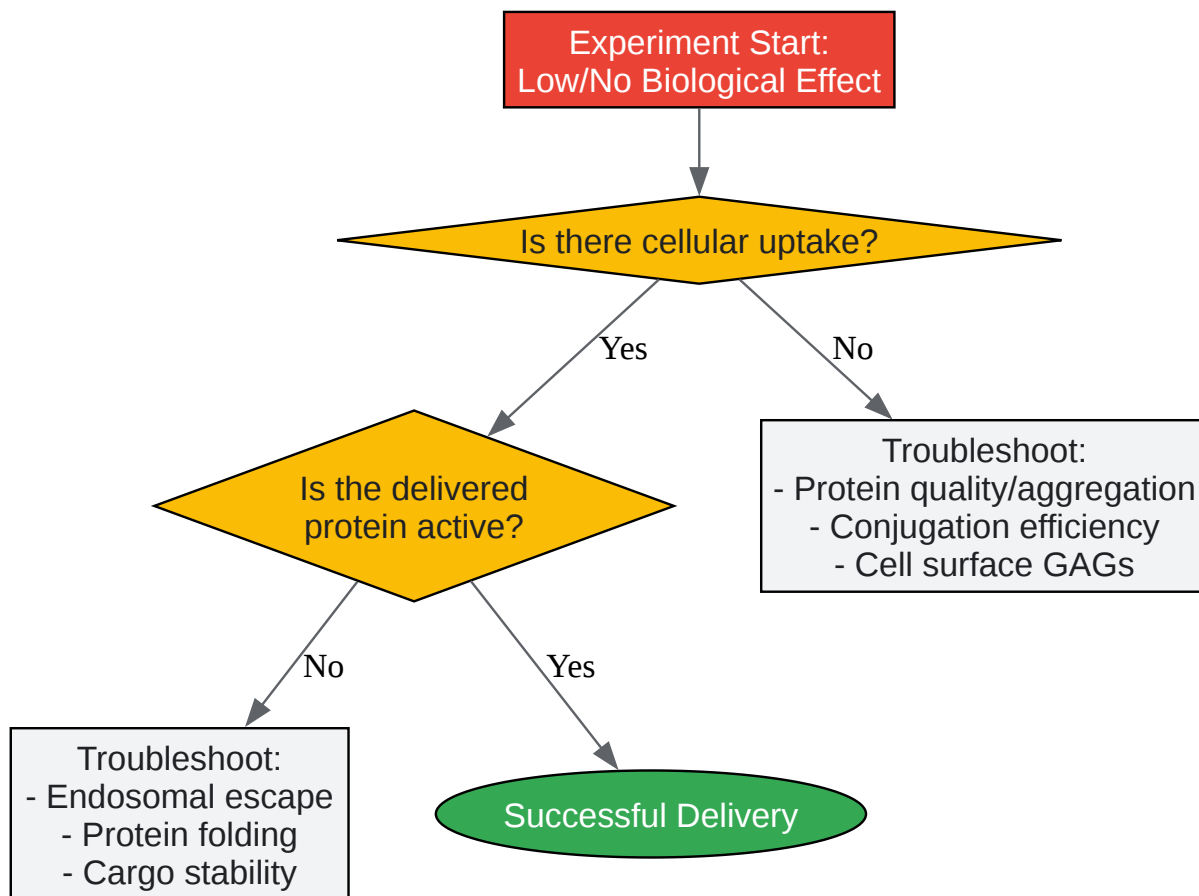 Experiment Start:
Low/No Biological Effect
Is there cellular uptake?
Yes
No
Is the delivered
protein active?
Troubleshoot:
- Protein quality/aggregation
- Conjugation efficiency
- Cell surface GAGs
No
Yes
Troubleshoot:
- Endosomal escape
- Protein folding
- Cargo stability
Successful Delivery